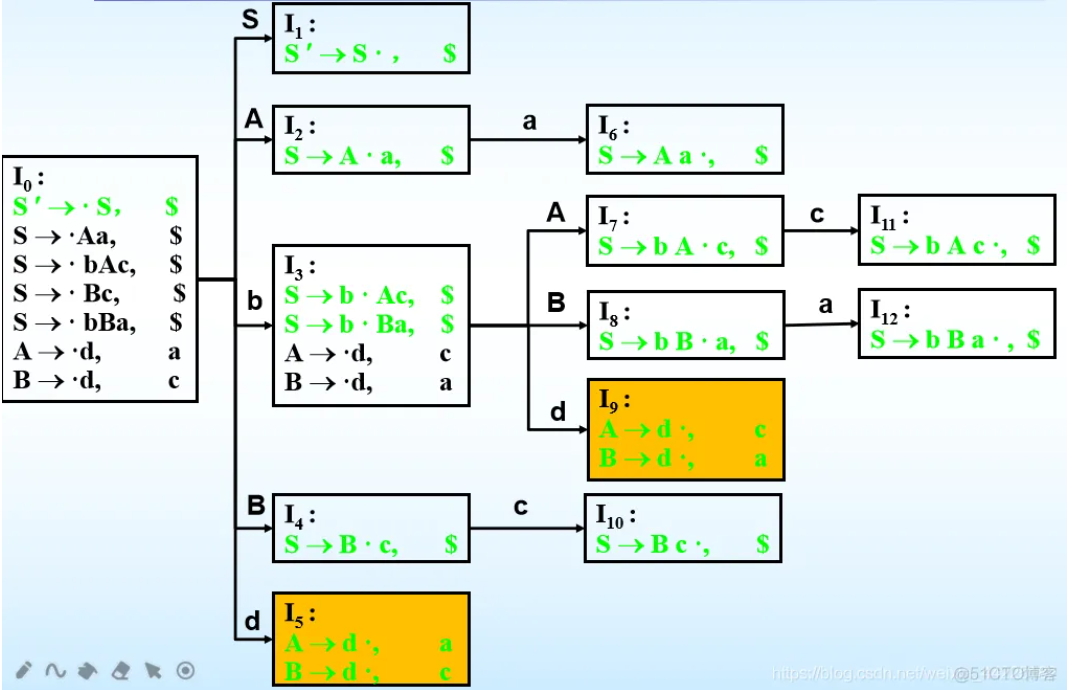 S
I1:
S′ → S ·, $
A
I2:
S → A · a, $
a
I6:
S → A a ·, $
I0:
S′ → · S, $
S → ·Aa, $
S → · bAc, $
S → · Bc, $
S → · bBa, $
A → ·d, a
B → ·d, c
b
I3:
S → b · Ac, $
S → b · Ba, $
A → ·d, c
B → ·d, a
A
I7:
S → b A · c, $
c
I11:
S → b A c ·, $
B
I8:
S → b B · a, $
a
I12:
S → b B a ·, $
d
I9:
A → d ·, c
B → d ·, a
B
I4:
S → B · c, $
c
I10:
S → B c ·, $
d
I5:
A → d ·, a
B → d ·, c
@51CTO博客